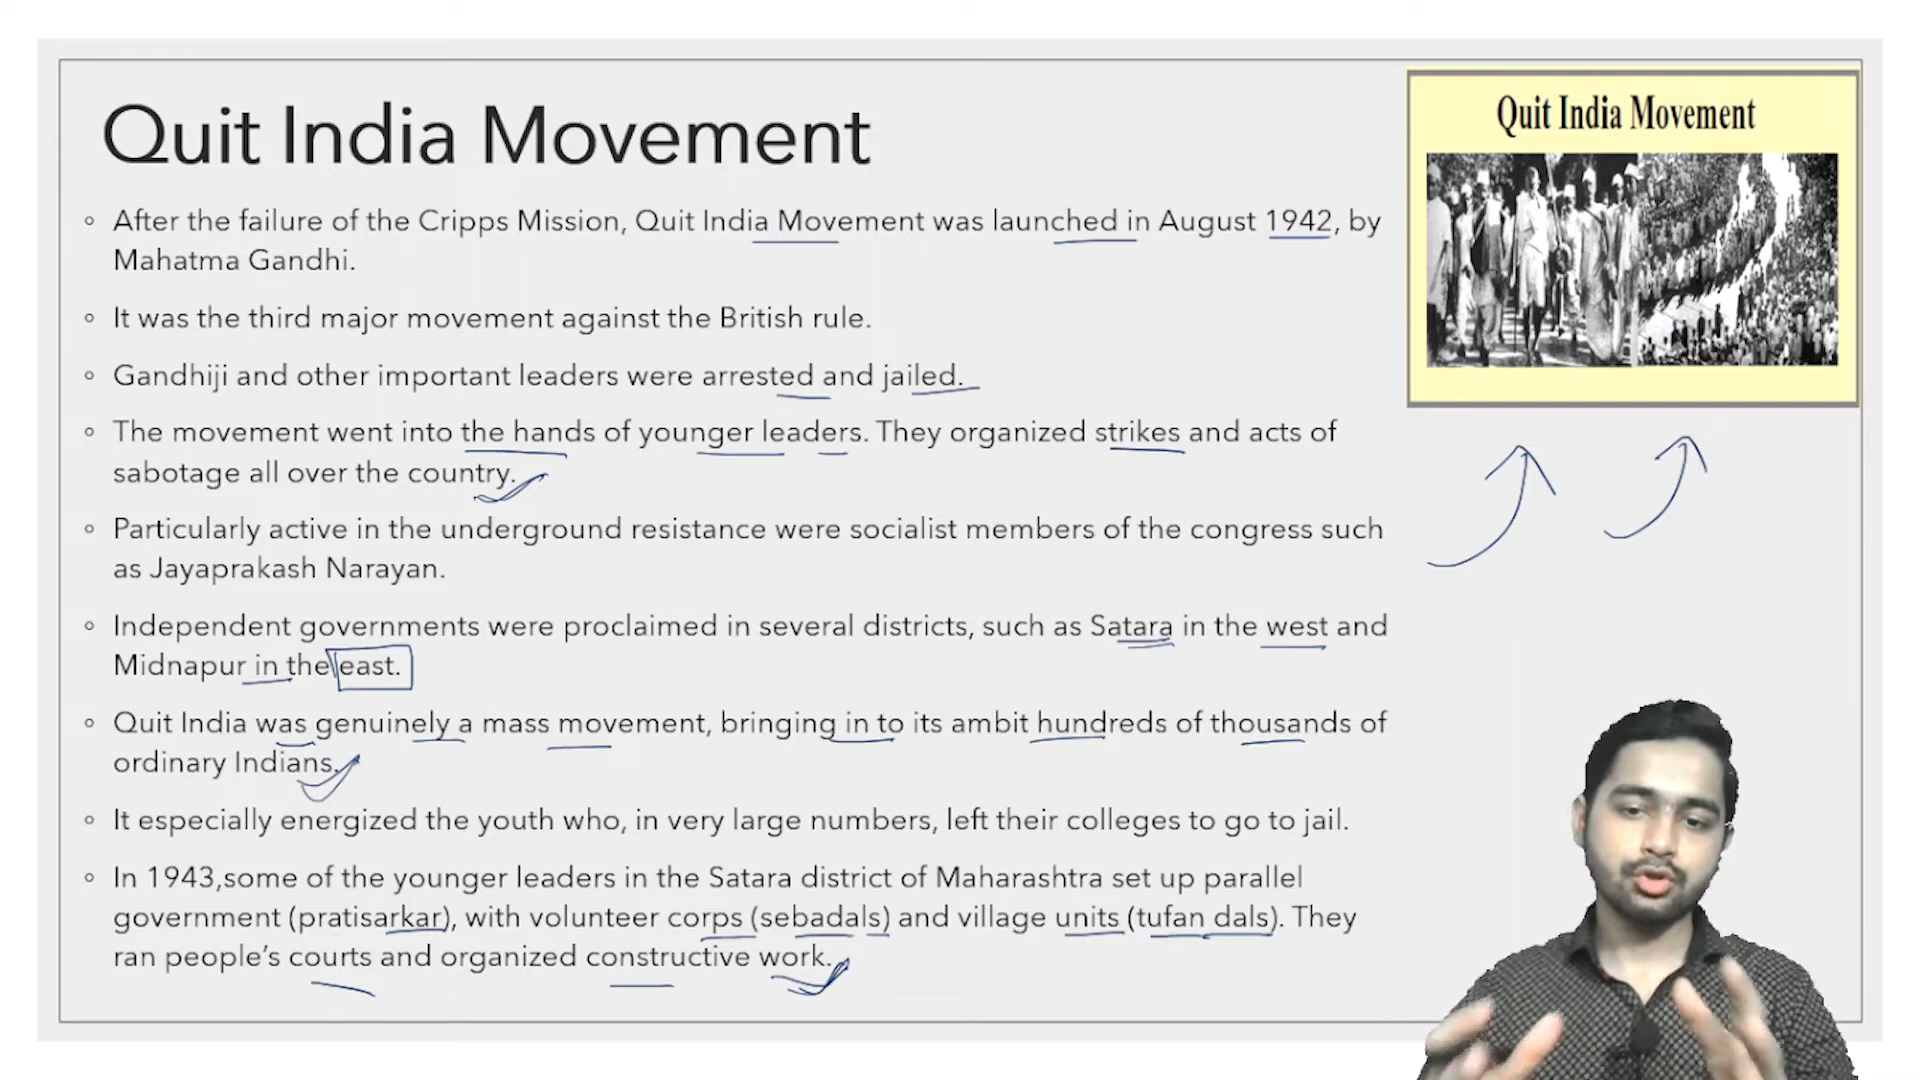 Quit India Movement
Quit India Movement
◦ After the failure of the Cripps Mission, Quit India Movement was launched in August 1942, by
Mahatma Gandhi.
◦ It was the third major movement against the British rule.
◦ Gandhiji and other important leaders were arrested and jailed.
◦ The movement went into the hands of younger leaders. They organized strikes and acts of
sabotage all over the country.
◦ Particularly active in the underground resistance were socialist members of the congress such
as Jayaprakash Narayan.
◦ Independent governments were proclaimed in several districts, such as Satara in the west and
Midnapur in the east.
◦ Quit India was genuinely a mass movement, bringing in to its ambit hundreds of thousands of
ordinary Indians.
◦ It especially energized the youth who, in very large numbers, left their colleges to go to jail.
◦ In 1943,some of the younger leaders in the Satara district of Maharashtra set up parallel
government (pratisarkar), with volunteer corps (sebadals) and village units (tufan dals). They
ran people’s courts and organized constructive work.